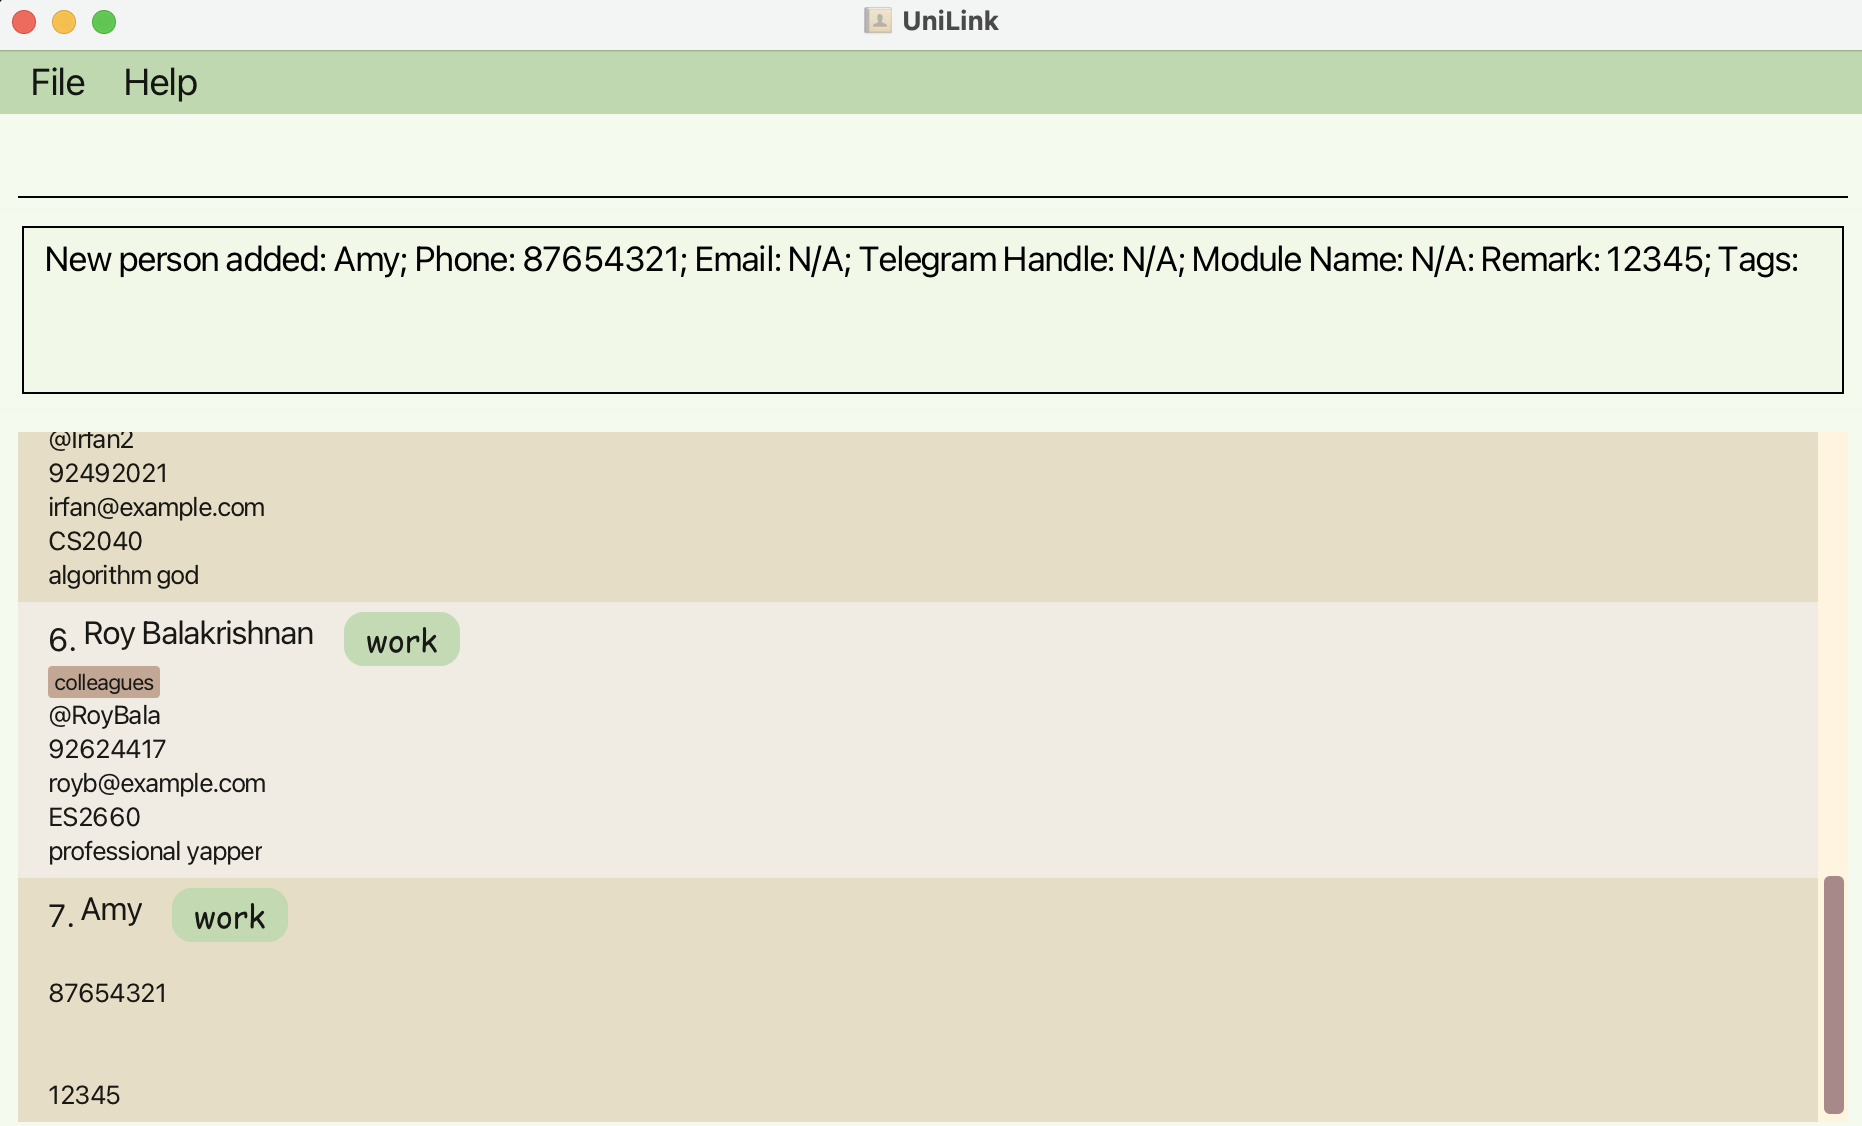 UniLink
File Help
New person added: Amy; Phone: 87654321; Email: N/A; Telegram Handle: N/A; Module Name: N/A: Remark: 12345; Tags:
@Irfan2
92492021
irfan@example.com
CS2040
algorithm god
6. Roy Balakrishnan work
colleagues
@RoyBala
92624417
royb@example.com
ES2660
professional yapper
7. Amy work
87654321
12345